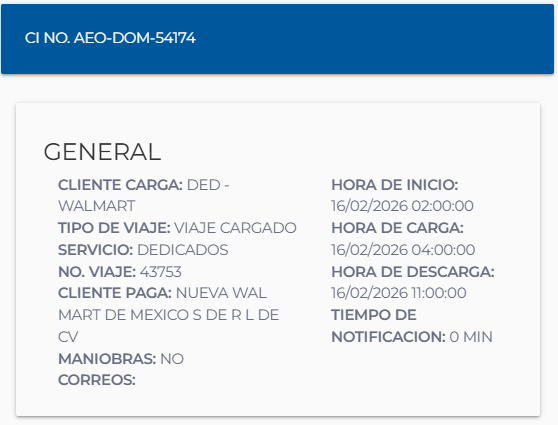 CI NO. AEO-DOM-54174
GENERAL
CLIENTE CARGA: DED -
WALMART
TIPO DE VIAJE: VIAJE CARGADO
SERVICIO: DEDICADOS
NO. VIAJE: 43753
CLIENTE PAGA: NUEVA WAL
MART DE MEXICO S DE R L DE
CV
MANIOBRAS: NO
CORREOS:
HORA DE INICIO:
16/02/2026 02:00:00
HORA DE CARGA:
16/02/2026 04:00:00
HORA DE DESCARGA:
16/02/2026 11:00:00
TIEMPO DE
NOTIFICACION: 0 MIN